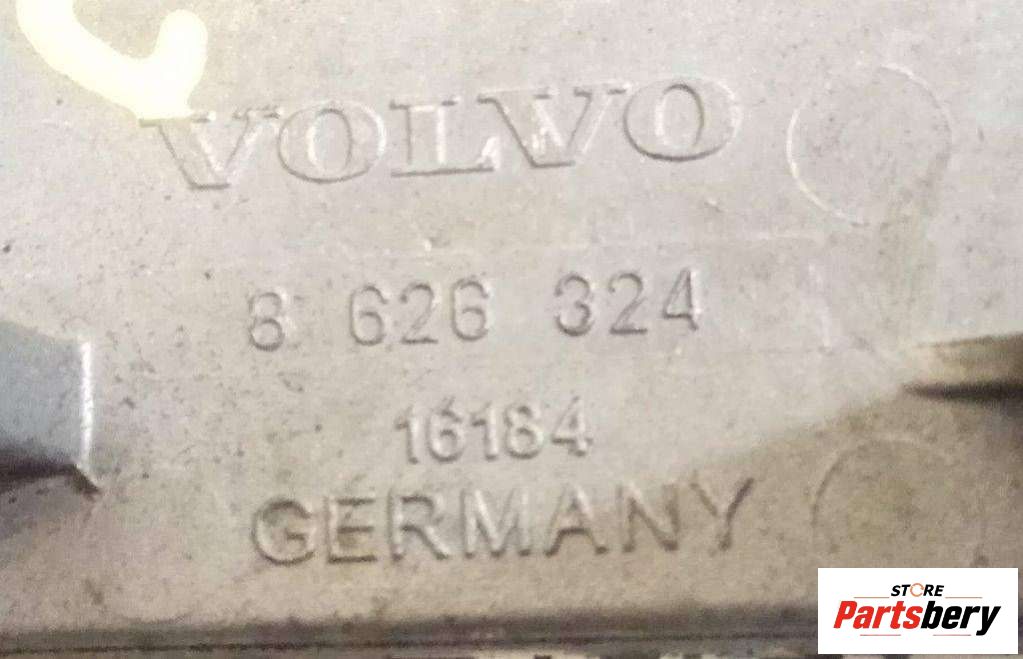 VOLVO
8 626 324
16184
GERMANY
STORE
Partsbery